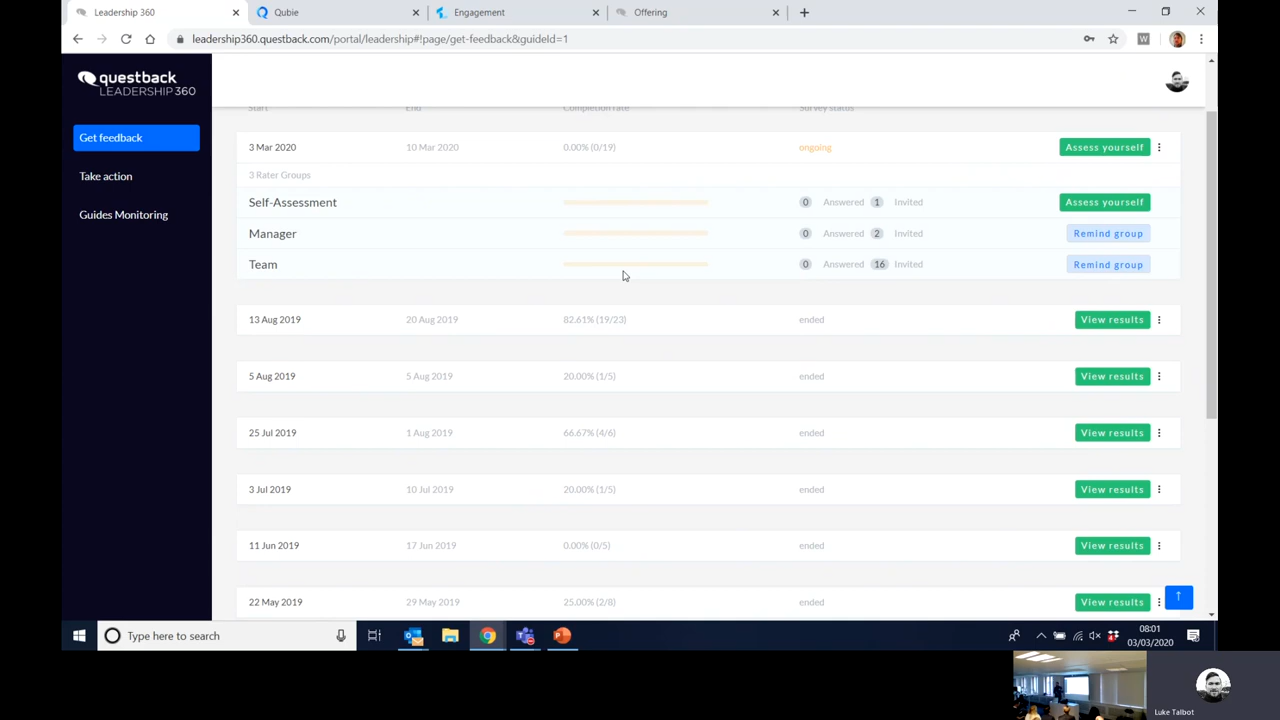 Leadership 360
Qubie
Engagement
Offering
leadership360.questback.com/portal/leadership#!page/get-feedback&guideId=1
W
questback
LEADERSHIP 360
Get feedback
Take action
Guides Monitoring
Start End Completion rate Survey status
3 Mar 2020 10 Mar 2020 0.00% (0/19) ongoing Assess yourself
3 Rater Groups
Self-Assessment 0 Answered 1 Invited Assess yourself
Manager 0 Answered 2 Invited Remind group
Team 0 Answered 16 Invited Remind group
13 Aug 2019 20 Aug 2019 82.61% (19/23) ended View results
5 Aug 2019 5 Aug 2019 20.00% (1/5) ended View results
25 Jul 2019 1 Aug 2019 66.67% (4/6) ended View results
3 Jul 2019 10 Jul 2019 20.00% (1/5) ended View results
11 Jun 2019 17 Jun 2019 0.00% (0/5) ended View results
22 May 2019 29 May 2019 25.00% (2/8) ended View results
Type here to search
08:01
03/03/2020
Luke Talbot